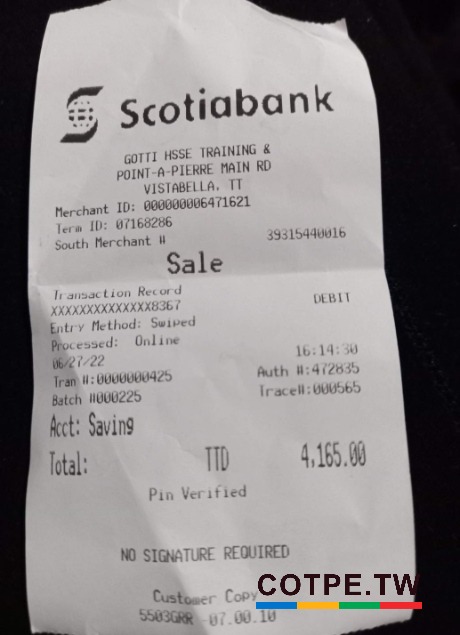 Scotiabank
GOTTI HSSE TRAINING &
POINT-A-PIERRE MAIN RD
VISTABELLA, TT
Merchant ID: 000000006471621
Term ID: 07168286
South Merchant # 39315440016
Sale
Transaction Record
XXXXXXXXXXXXXX8367 DEBIT
Entry Method: Swiped
Processed: Online
06/27/22 16:14:30
Tran #:0000000425 Auth #:472835
Batch #000225 Trace#:000565
Acct: Saving
Total: TTD 4,165.00
Pin Verified
NO SIGNATURE REQUIRED
Customer Copy
5503GRR -07.00.10
COTPE.TW